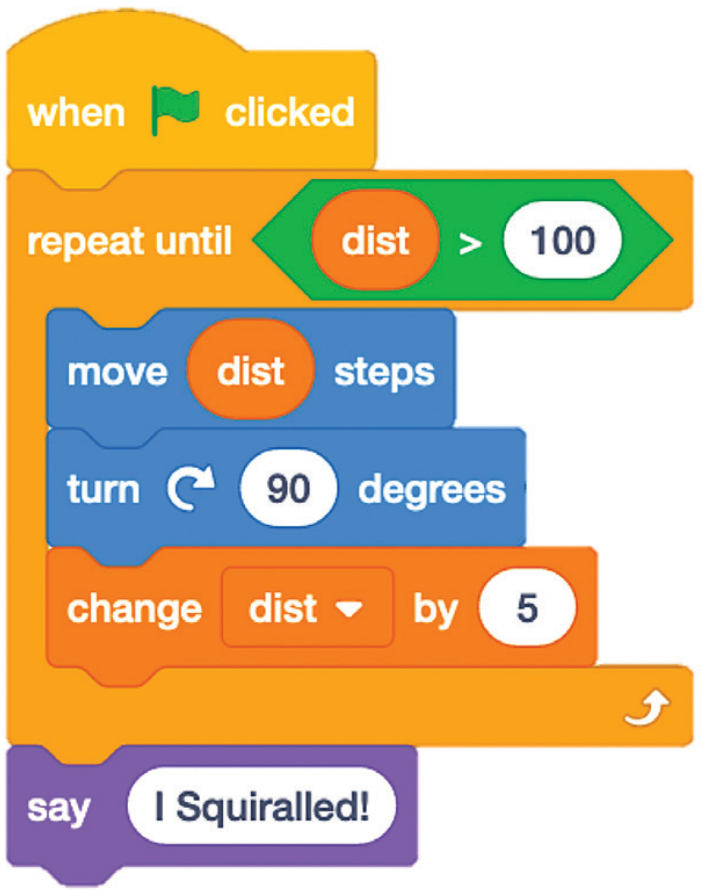 when clicked
repeat until dist > 100
move dist steps
turn 90 degrees
change dist by 5
say I Squiralled!